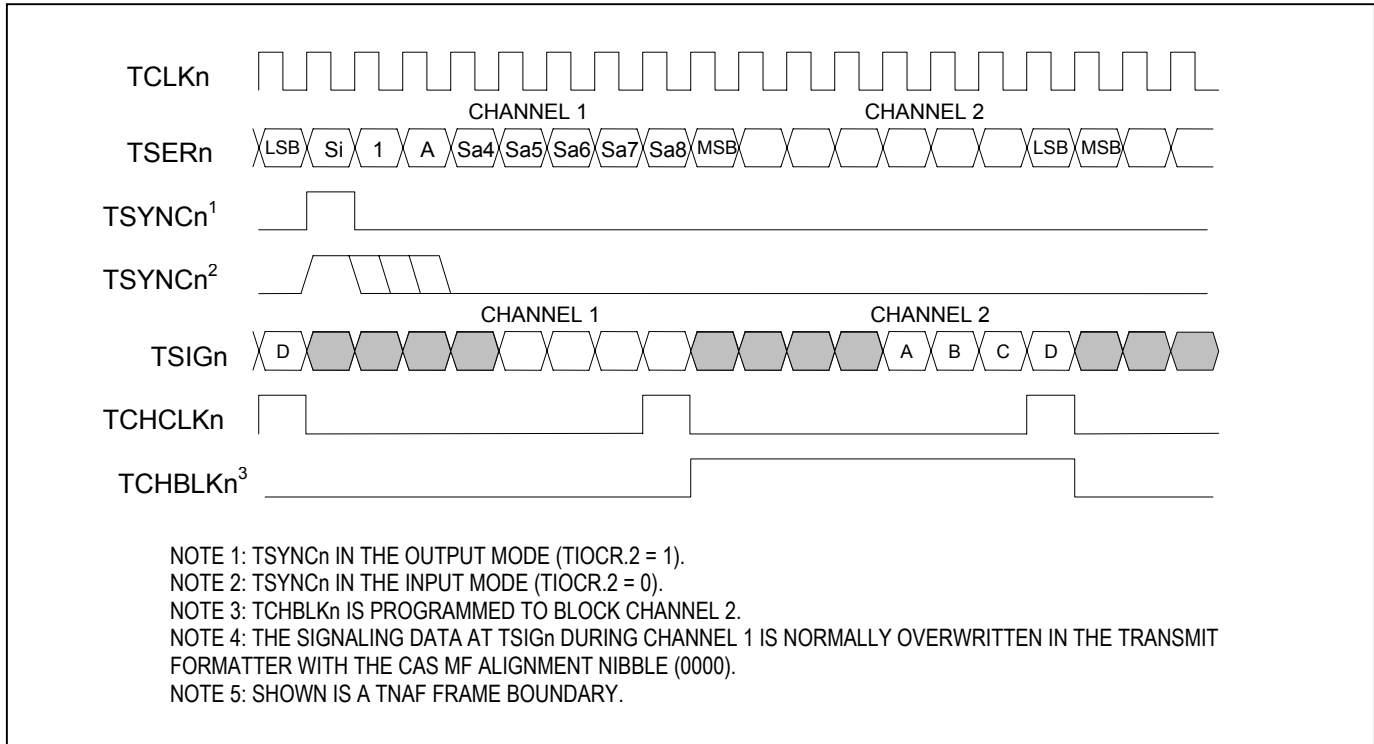 TCLKn
CHANNEL 1 CHANNEL 2
TSERn LSB Si 1 A Sa4 Sa5 Sa6 Sa7 Sa8 MSB LSB MSB
TSYNCn1
TSYNCn2
CHANNEL 1 CHANNEL 2
TSIGn D A B C D
TCHCLKn
TCHBLKn3
NOTE 1: TSYNCn IN THE OUTPUT MODE (TIOCR.2 = 1).
NOTE 2: TSYNCn IN THE INPUT MODE (TIOCR.2 = 0).
NOTE 3: TCHBLKn IS PROGRAMMED TO BLOCK CHANNEL 2.
NOTE 4: THE SIGNALING DATA AT TSIGn DURING CHANNEL 1 IS NORMALLY OVERWRITTEN IN THE TRANSMIT
FORMATTER WITH THE CAS MF ALIGNMENT NIBBLE (0000).
NOTE 5: SHOWN IS A TNAF FRAME BOUNDARY.